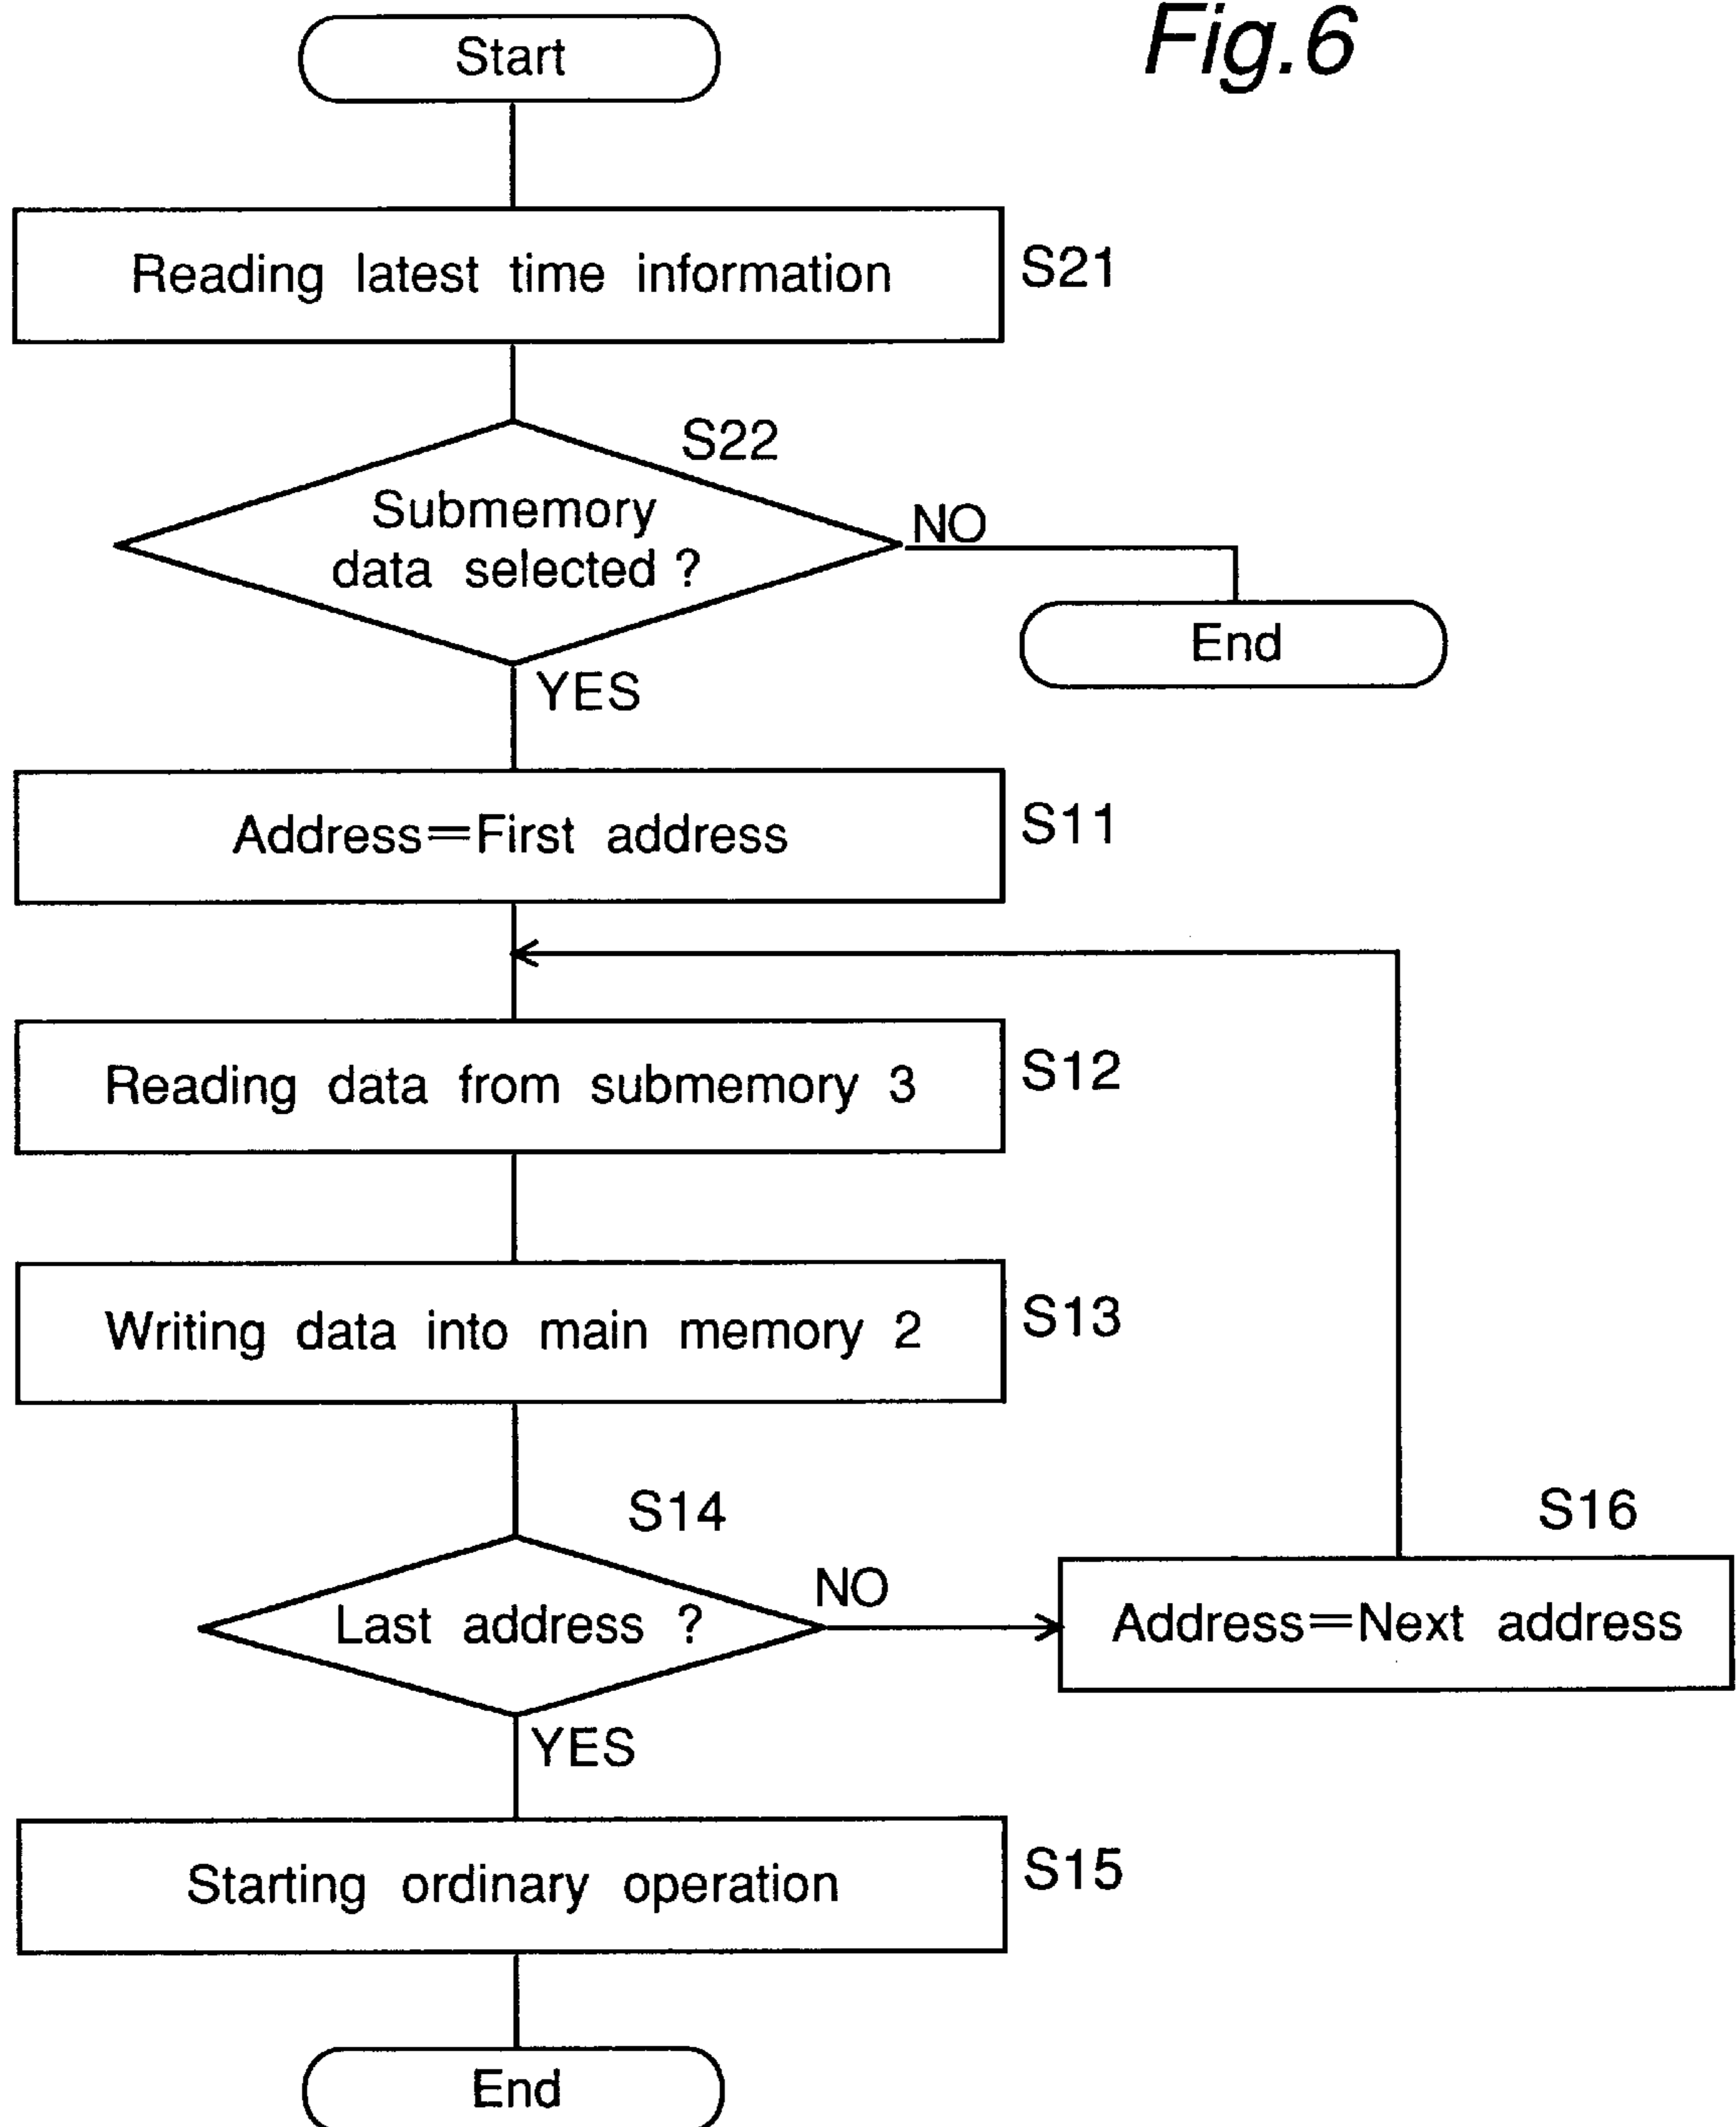 Fig.6
Start
Reading latest time information
S21
S22
Submemory
data selected ?
NO
End
YES
Address=First address
S11
Reading data from submemory 3
S12
Writing data into main memory 2
S13
S14
Last address ?
NO
S16
Address=Next address
YES
Starting ordinary operation
S15
End